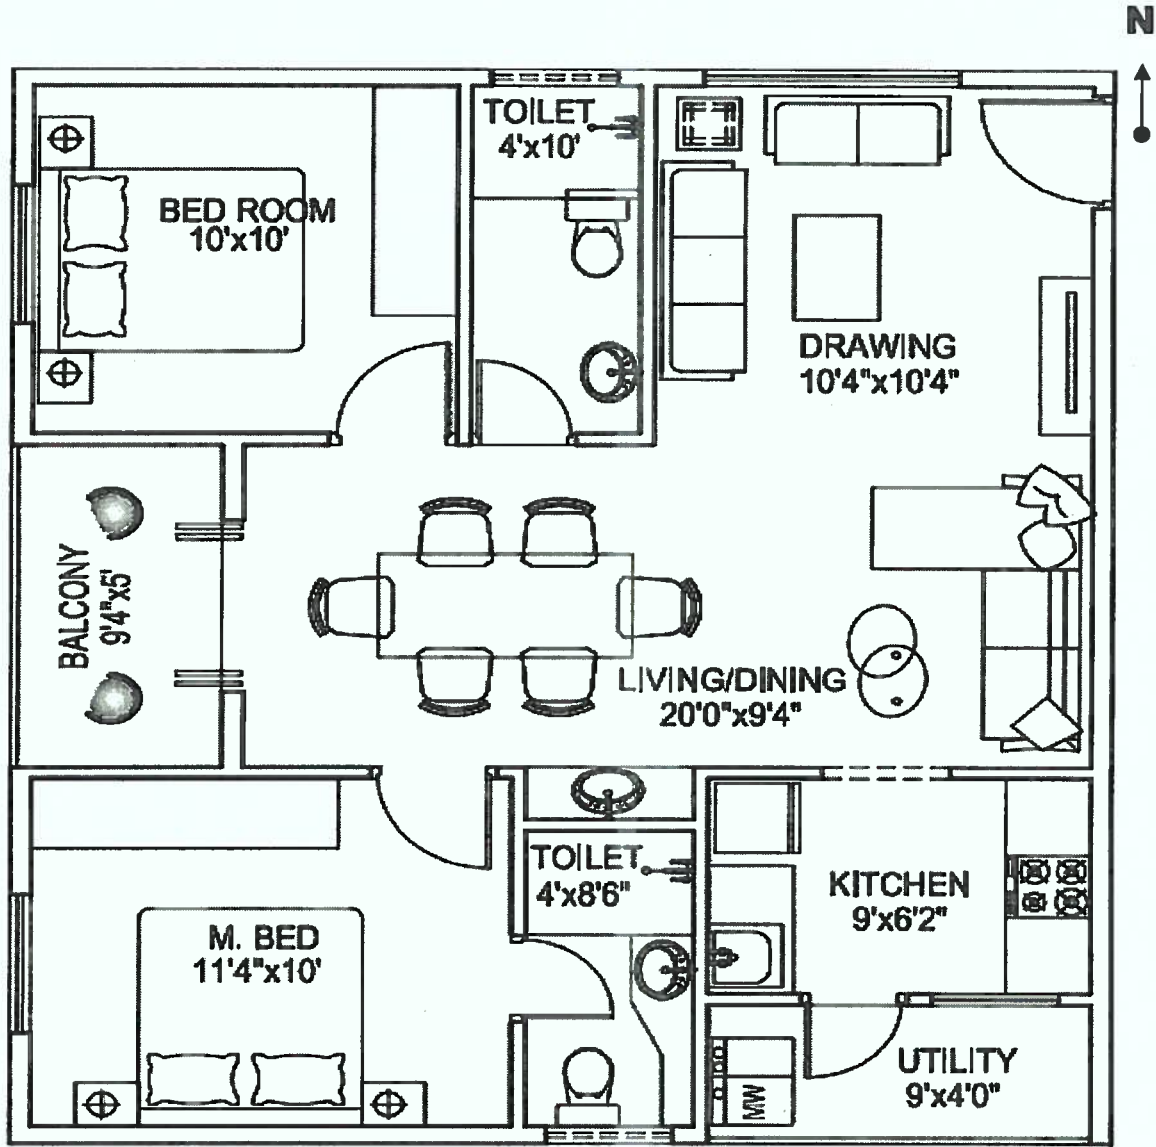 N
TOILET
4'x10'
BED ROOM
10'x10'
DRAWING
10'4"x10'4"
BALCONY
9'4"x5'
LIVING/DINING
20'0"x9'4"
TOILET
4'x8'6"
KITCHEN
9'x6'2"
M. BED
11'4"x10'
UTILITY
9'x4'0"
MW